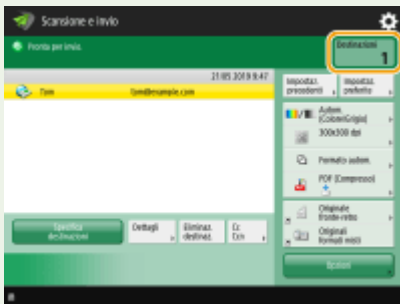 Scansione e invio
Pronta per invio.
Destinazioni
1
21/05 2019 9:47
Tom
tom@example.com
Impostaz. precedenti
Impostaz. preferite
Autom. (Colore/Grigio)
300x300 dpi
Formato autom.
PDF (Compresso)
Originale fronte-retro
Originali formati misti
Specifica destinazioni
Dettagli
Eliminaz. destinaz.
Cc Ccn
Opzioni